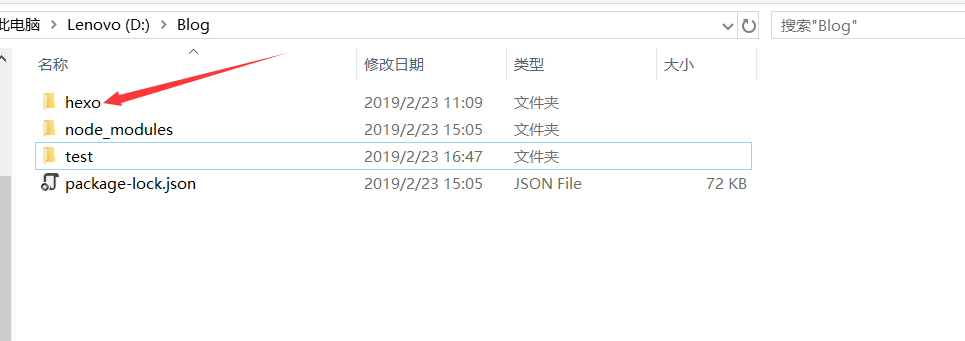 此电脑 > Lenovo (D:) > Blog 搜索"Blog"
名称 修改日期 类型 大小
hexo 2019/2/23 11:09 文件夹
node_modules 2019/2/23 15:05 文件夹
test 2019/2/23 16:47 文件夹
package-lock.json 2019/2/23 15:05 JSON File 72 KB